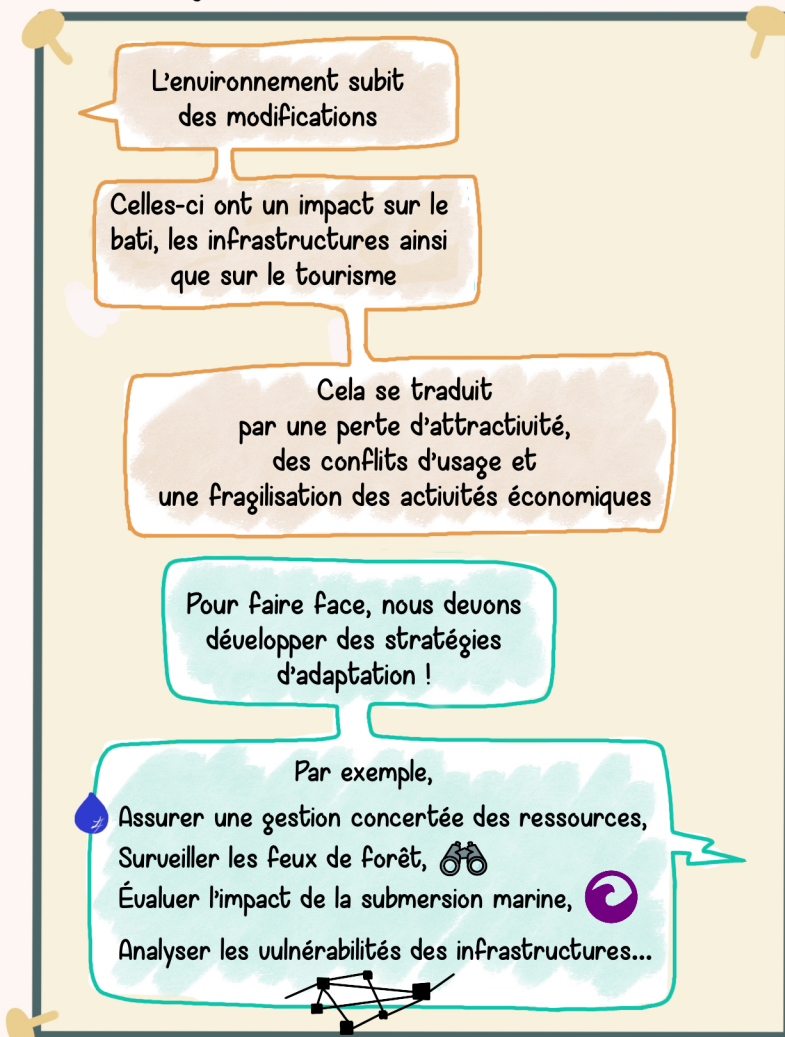 L'environnement subit
des modifications
Celles-ci ont un impact sur le
bati, les infrastructures ainsi
que sur le tourisme
Cela se traduit
par une perte d'attractivité,
des conflits d'usage et
une fragilisation des activités économiques
Pour faire face, nous devons
développer des stratégies
d'adaptation !
Par exemple,
Assurer une gestion concertée des ressources,
Surveiller les feux de forêt,
Évaluer l'impact de la submersion marine,
Analyser les vulnérabilités des infrastructures...